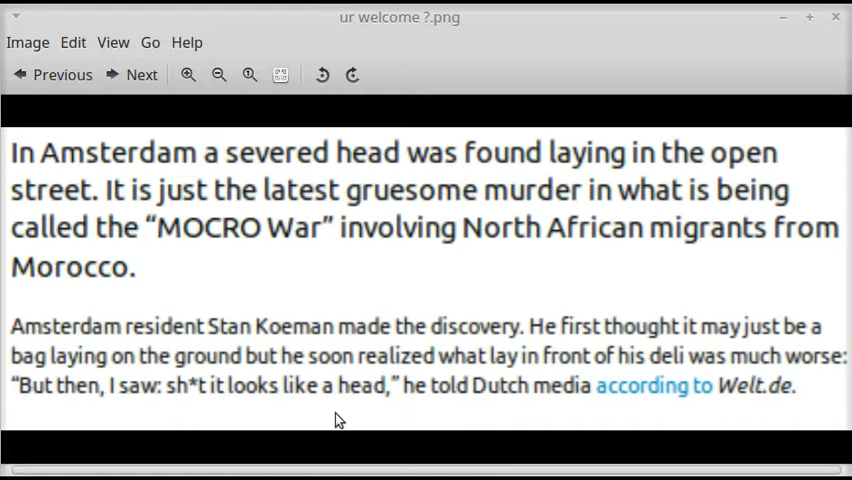 ur welcome ?.png
Image Edit View Go Help
Previous Next
In Amsterdam a severed head was found laying in the open
street. It is just the latest gruesome murder in what is being
called the “MOCRO War” involving North African migrants from
Morocco.
Amsterdam resident Stan Koeman made the discovery. He first thought it may just be a
bag laying on the ground but he soon realized what lay in front of his deli was much worse:
“But then, I saw: sh*t it looks like a head,” he told Dutch media according to Welt.de.